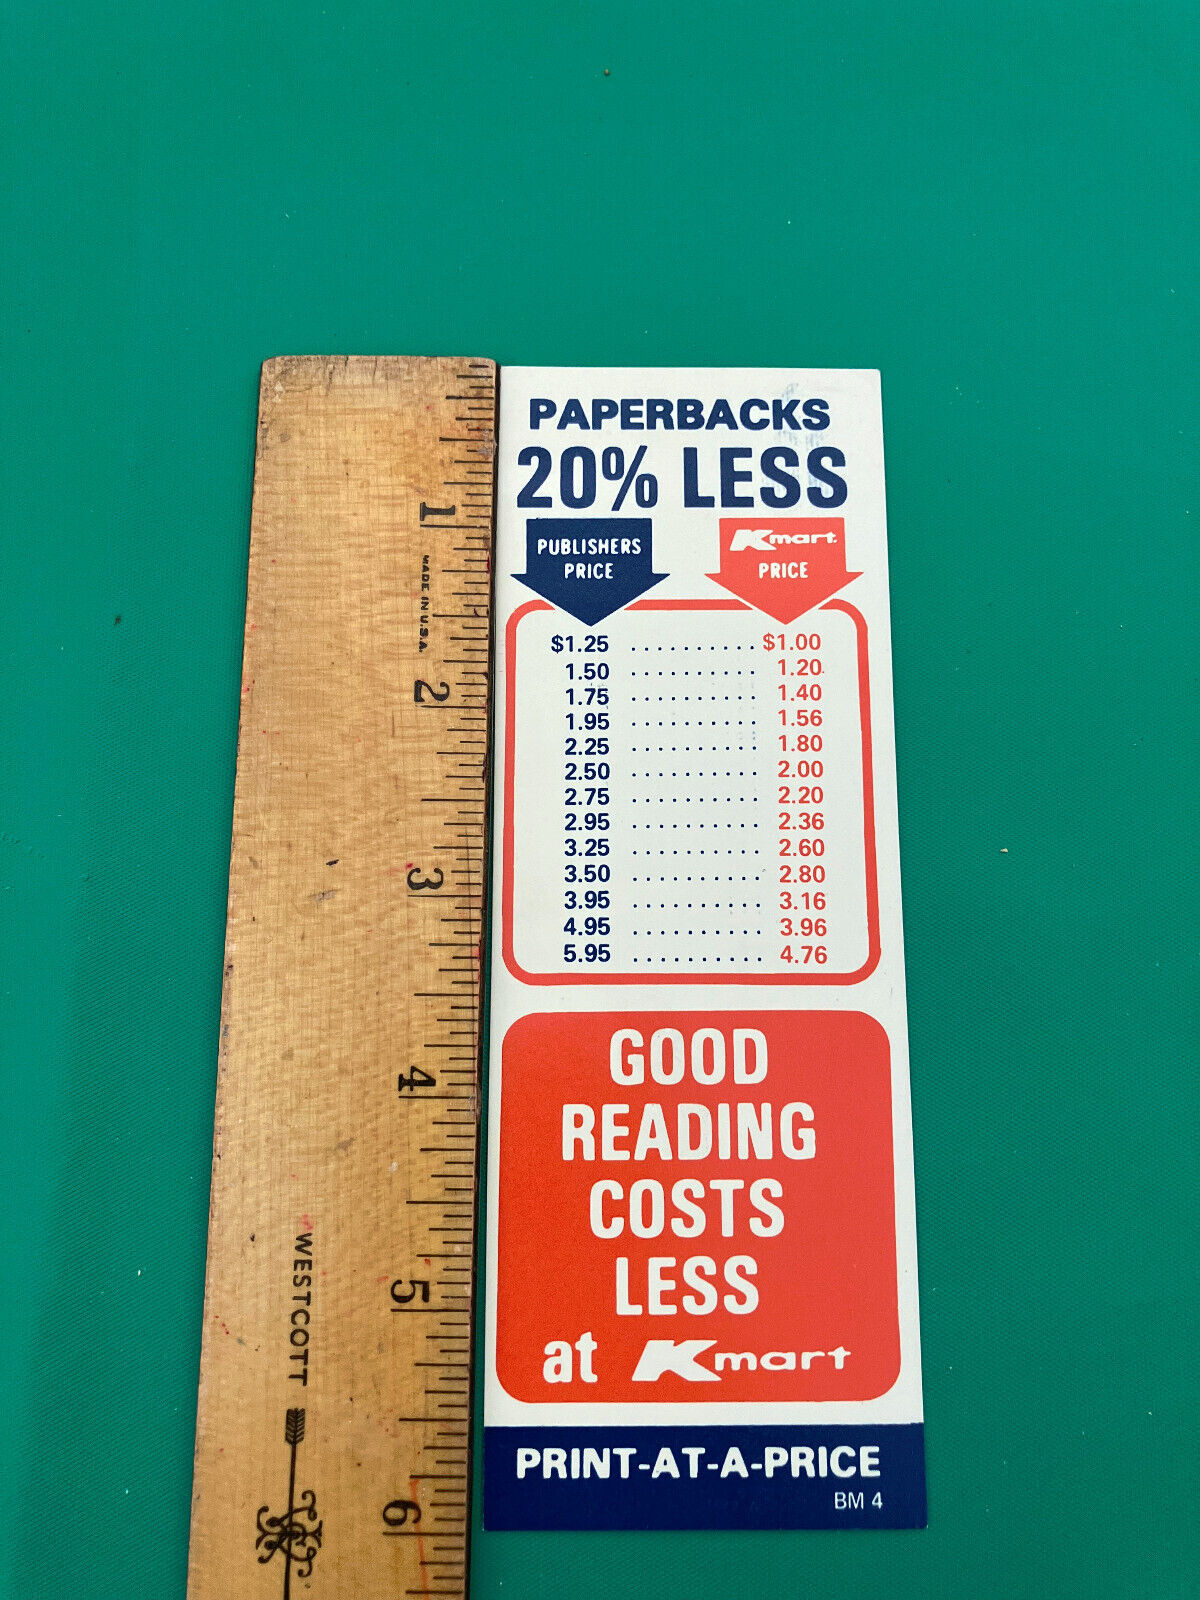 PAPERBACKS
20% LESS
PUBLISHERS PRICE
Kmart PRICE
$1.25 .......... $1.00
1.50 .......... 1.20
1.75 .......... 1.40
1.95 .......... 1.56
2.25 .......... 1.80
2.50 .......... 2.00
2.75 .......... 2.20
2.95 .......... 2.36
3.25 .......... 2.60
3.50 .......... 2.80
3.95 .......... 3.16
4.95 .......... 3.96
5.95 .......... 4.76
GOOD
READING
COSTS
LESS
at Kmart
PRINT-AT-A-PRICE
BM 4
1
MADE IN U.S.A.
2
3
4
5
WESTCOTT
6